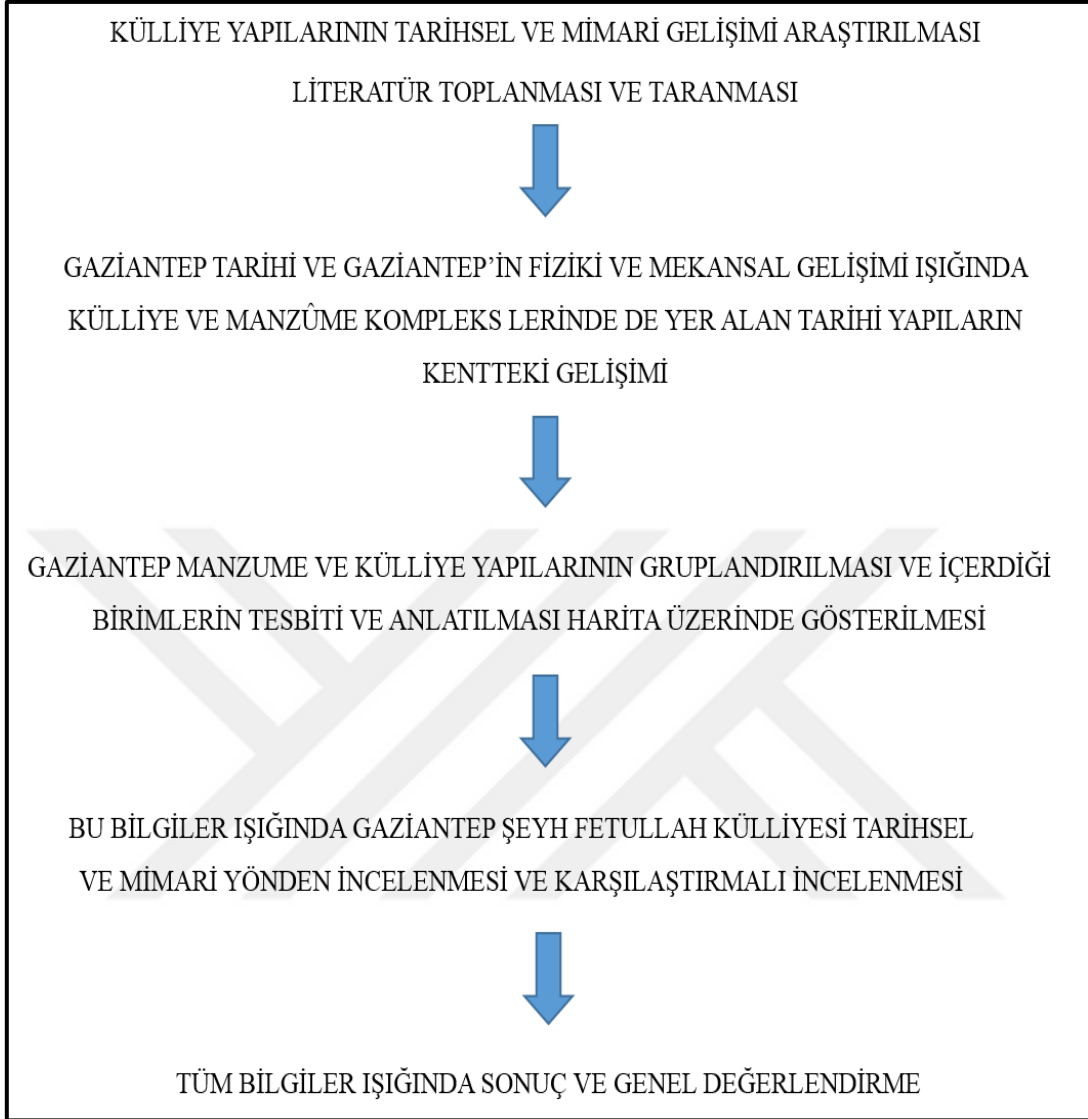 KÜLLİYE YAPILARININ TARİHSEL VE MİMARİ GELİŞİMİ ARAŞTIRILMASI
LİTERATÜR TOPLANMASI VE TARANMASI
GAZİANTEP TARİHİ VE GAZİANTEP’İN FİZİKİ VE MEKANSAL GELİŞİMİ IŞIĞINDA
KÜLLİYE VE MANZÛME KOMPLEKS LERİNDE DE YER ALAN TARİHİ YAPILARIN
KENTTEKİ GELİŞİMİ
GAZİANTEP MANZUME VE KÜLLİYE YAPILARININ GRUPLANDIRILMASI VE İÇERDİĞİ
BİRİMLERİN TESBİTİ VE ANLATILMASI HARİTA ÜZERİNDE GÖSTERİLMESİ
BU BİLGİLER IŞIĞINDA GAZİANTEP ŞEYH FETULLAH KÜLLİYESİ TARİHSEL
VE MİMARİ YÖNDEN İNCELENMESİ VE KARŞILAŞTIRMALI İNCELENMESİ
TÜM BİLGİLER IŞIĞINDA SONUÇ VE GENEL DEĞERLENDİRME